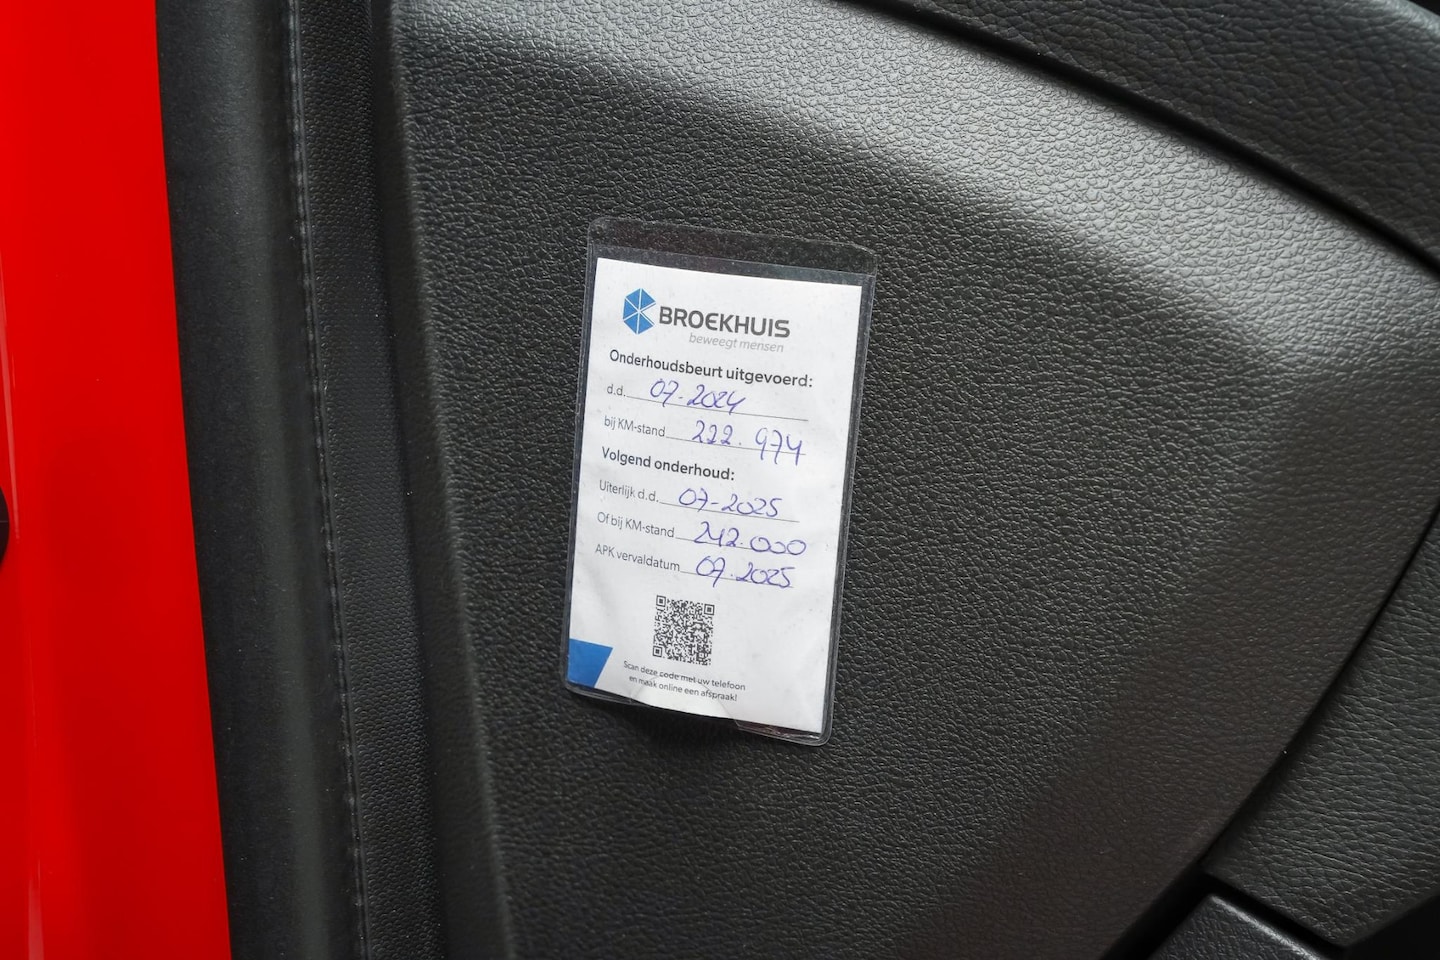 BROEKHUIS
beweegt mensen
Onderhoudsbeurt uitgevoerd:
d.d. 07-2024
bij KM-stand 222.974
Volgend onderhoud:
Uiterlijk d.d. 07-2025
Of bij KM-stand 242.000
APK vervaldatum 07.2025
Scan deze code met uw telefoon
en maak online een afspraak!